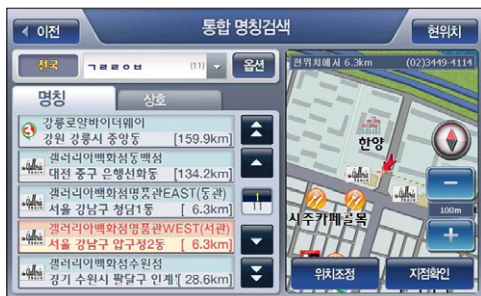 이전
통합 명칭검색
현위치
전국
ㄱㄹㄹㅇㅂ
(11)
옵션
명칭
상호
강릉로얄바이더웨이
강원 강릉시 중앙동 [159.9km]
갤러리아백화점동백점
대전 중구 은행선화동 [134.2km]
갤러리아백화점명품관EAST(동관)
서울 강남구 청담1동 [ 6.3km]
갤러리아백화점명품관WEST(서관)
서울 강남구 압구정2동 [ 6.3km]
갤러리아백화점수원점
경기 수원시 팔달구 인계 [ 28.6km]
현위치에서 6.3km (02)3449-4114
한양
시주카페골목
100m
위치조정
지점확인